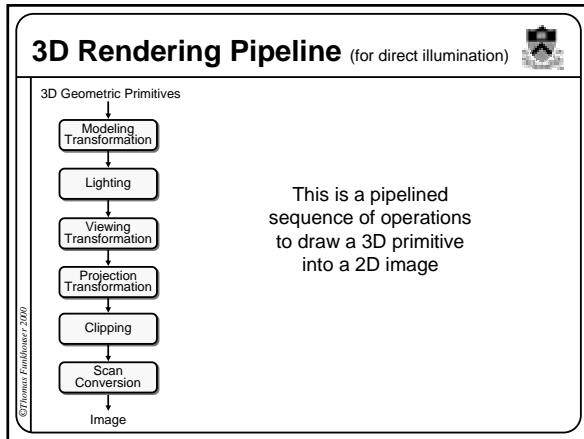 3D Rendering Pipeline (for direct illumination)
3D Geometric Primitives
Modeling
Transformation
Lighting
Viewing
Transformation
Projection
Transformation
Clipping
Scan
Conversion
Image
This is a pipelined
sequence of operations
to draw a 3D primitive
into a 2D image
©Thomas Funkhouser 2000